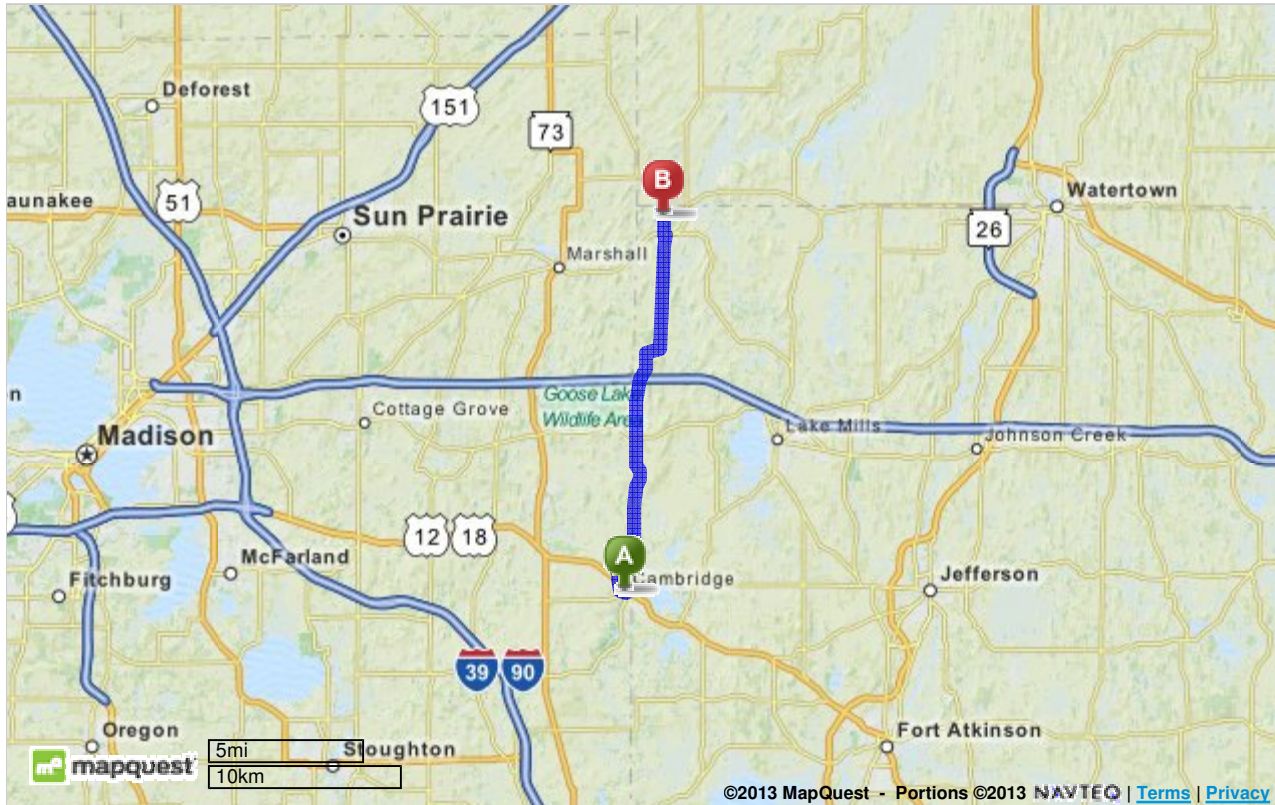 Deforest
151
73
B
aunakee
51
Watertown
Sun Prairie
26
Marshall
n
Goose Lake
Wildlife Area
Cottage Grove
Lake Mills
Madison
Johnson Creek
12
18
McFarland
A
Cambridge
Fitchburg
Jefferson
39
90
Oregon
Fort Atkinson
Stoughton
mapquest
5mi
10km
©2013 MapQuest - Portions ©2013 NAVTEQ | Terms | Privacy